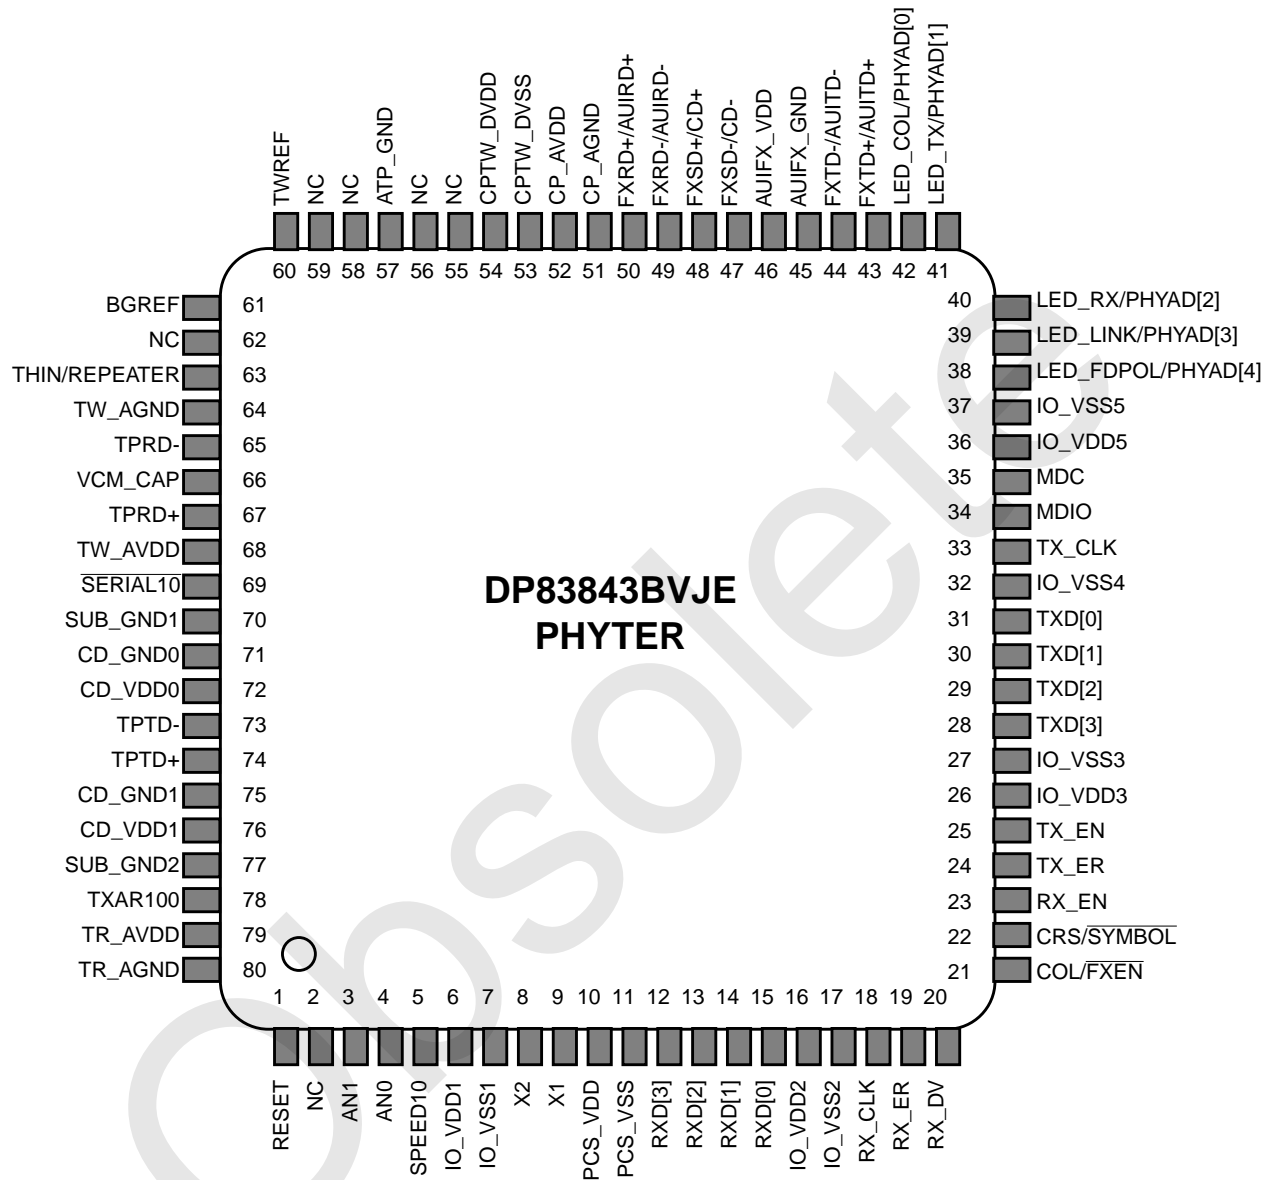 TWREF
NC
NC
ATP_GND
NC
NC
CPTW_DVDD
CPTW_DVSS
CP_AVDD
CP_AGND
FXRD+/AUIRD+
FXRD-/AUIRD-
FXSD+/CD+
FXSD-/CD-
AUIFX_VDD
AUIFX_GND
FXTD-/AUITD-
FXTD+/AUITD+
LED_COL/PHYAD[0]
LED_TX/PHYAD[1]
60 59 58 57 56 55 54 53 52 51 50 49 48 47 46 45 44 43 42 41
BGREF 61
NC 62
THIN/REPEATER 63
TW_AGND 64
TPRD- 65
VCM_CAP 66
TPRD+ 67
TW_AVDD 68
SERIAL10 69
SUB_GND1 70
CD_GND0 71
CD_VDD0 72
TPTD- 73
TPTD+ 74
CD_GND1 75
CD_VDD1 76
SUB_GND2 77
TXAR100 78
TR_AVDD 79
TR_AGND 80
DP83843BVJE
PHYTER
Obsolete
40 LED_RX/PHYAD[2]
39 LED_LINK/PHYAD[3]
38 LED_FDPOL/PHYAD[4]
37 IO_VSS5
36 IO_VDD5
35 MDC
34 MDIO
33 TX_CLK
32 IO_VSS4
31 TXD[0]
30 TXD[1]
29 TXD[2]
28 TXD[3]
27 IO_VSS3
26 IO_VDD3
25 TX_EN
24 TX_ER
23 RX_EN
22 CRS/SYMBOL
21 COL/FXEN
1 2 3 4 5 6 7 8 9 10 11 12 13 14 15 16 17 18 19 20
RESET
NC
AN1
AN0
SPEED10
IO_VDD1
IO_VSS1
X2
X1
PCS_VDD
PCS_VSS
RXD[3]
RXD[2]
RXD[1]
RXD[0]
IO_VDD2
IO_VSS2
RX_CLK
RX_ER
RX_DV